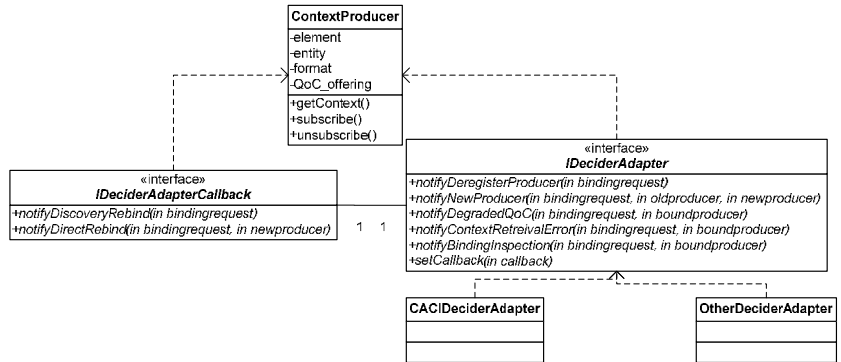 ContextProducer
-element
-entity
-format
-QoC_offering
+getContext()
+subscribe()
+unsubscribe()
«interface»
IDeciderAdapterCallback
+notifyDiscoveryRebind(in bindingrequest)
+notifyDirectRebind(in bindingrequest, in newproducer)
1 1
«interface»
IDeciderAdapter
+notifyDeregisterProducer(in bindingrequest)
+notifyNewProducer(in bindingrequest, in oldproducer, in newproducer)
+notifyDegradedQoC(in bindingrequest, in boundproducer)
+notifyContextRetreivalError(in bindingrequest, in boundproducer)
+notifyBindingInspection(in bindingrequest, in boundproducer)
+setCallback(in callback)
CACIDeciderAdapter
OtherDeciderAdapter